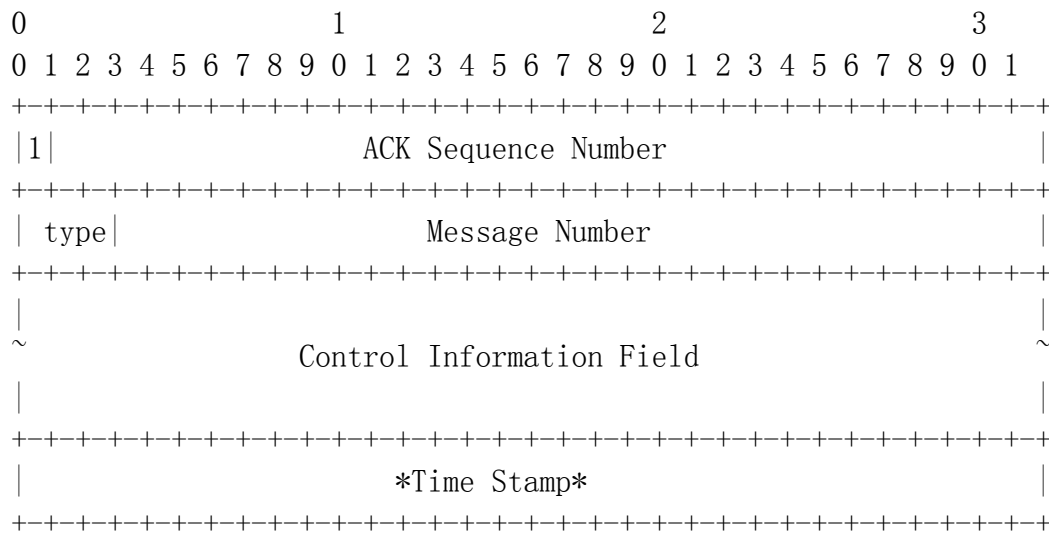 0                   1                   2                   3
0 1 2 3 4 5 6 7 8 9 0 1 2 3 4 5 6 7 8 9 0 1 2 3 4 5 6 7 8 9 0 1
+-+-+-+-+-+-+-+-+-+-+-+-+-+-+-+-+-+-+-+-+-+-+-+-+-+-+-+-+-+-+-+-+
|1|                   ACK Sequence Number                       |
+-+-+-+-+-+-+-+-+-+-+-+-+-+-+-+-+-+-+-+-+-+-+-+-+-+-+-+-+-+-+-+-+
| type|                   Message Number                        |
+-+-+-+-+-+-+-+-+-+-+-+-+-+-+-+-+-+-+-+-+-+-+-+-+-+-+-+-+-+-+-+-+
|                                                               |
~                 Control Information Field                     ~
|                                                               |
+-+-+-+-+-+-+-+-+-+-+-+-+-+-+-+-+-+-+-+-+-+-+-+-+-+-+-+-+-+-+-+-+
|                       *Time Stamp*                            |
+-+-+-+-+-+-+-+-+-+-+-+-+-+-+-+-+-+-+-+-+-+-+-+-+-+-+-+-+-+-+-+-+